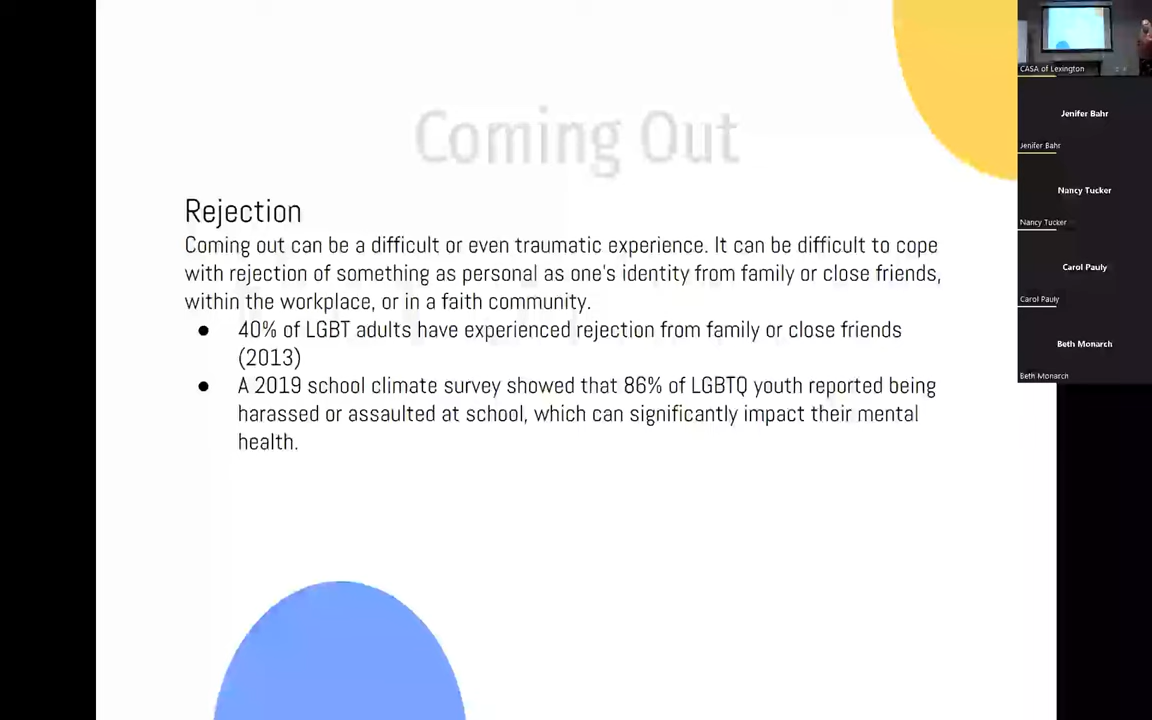 Coming Out
Rejection
Coming out can be a difficult or even traumatic experience. It can be difficult to cope
with rejection of something as personal as one's identity from family or close friends,
within the workplace, or in a faith community.
● 40% of LGBT adults have experienced rejection from family or close friends
(2013)
● A 2019 school climate survey showed that 86% of LGBTQ youth reported being
harassed or assaulted at school, which can significantly impact their mental
health.
CASA of Lexington
Jenifer Bahr
Jenifer Bahr
Nancy Tucker
Nancy Tucker
Carol Pauly
Carol Pauly
Beth Monarch
Beth Monarch